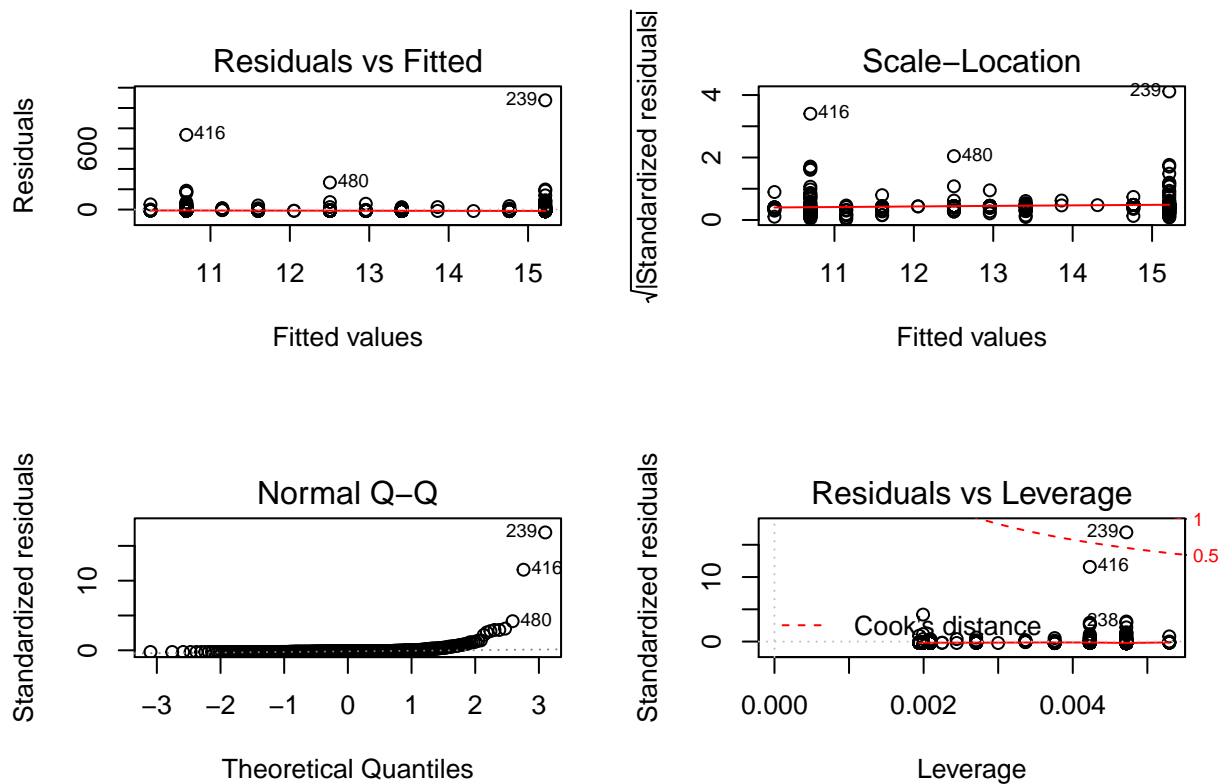 Residuals vs Fitted
Residuals
600
0
239
416
480
11 12 13 14 15
Fitted values
Scale−Location
√|Standardized residuals|
4
2
0
239
416
480
11 12 13 14 15
Fitted values
Normal Q−Q
Standardized residuals
10
0
239
416
480
−3 −2 −1 0 1 2 3
Theoretical Quantiles
Residuals vs Leverage
Standardized residuals
10
0
1
0.5
239
416
338
Cook's distance
0.000 0.002 0.004
Leverage